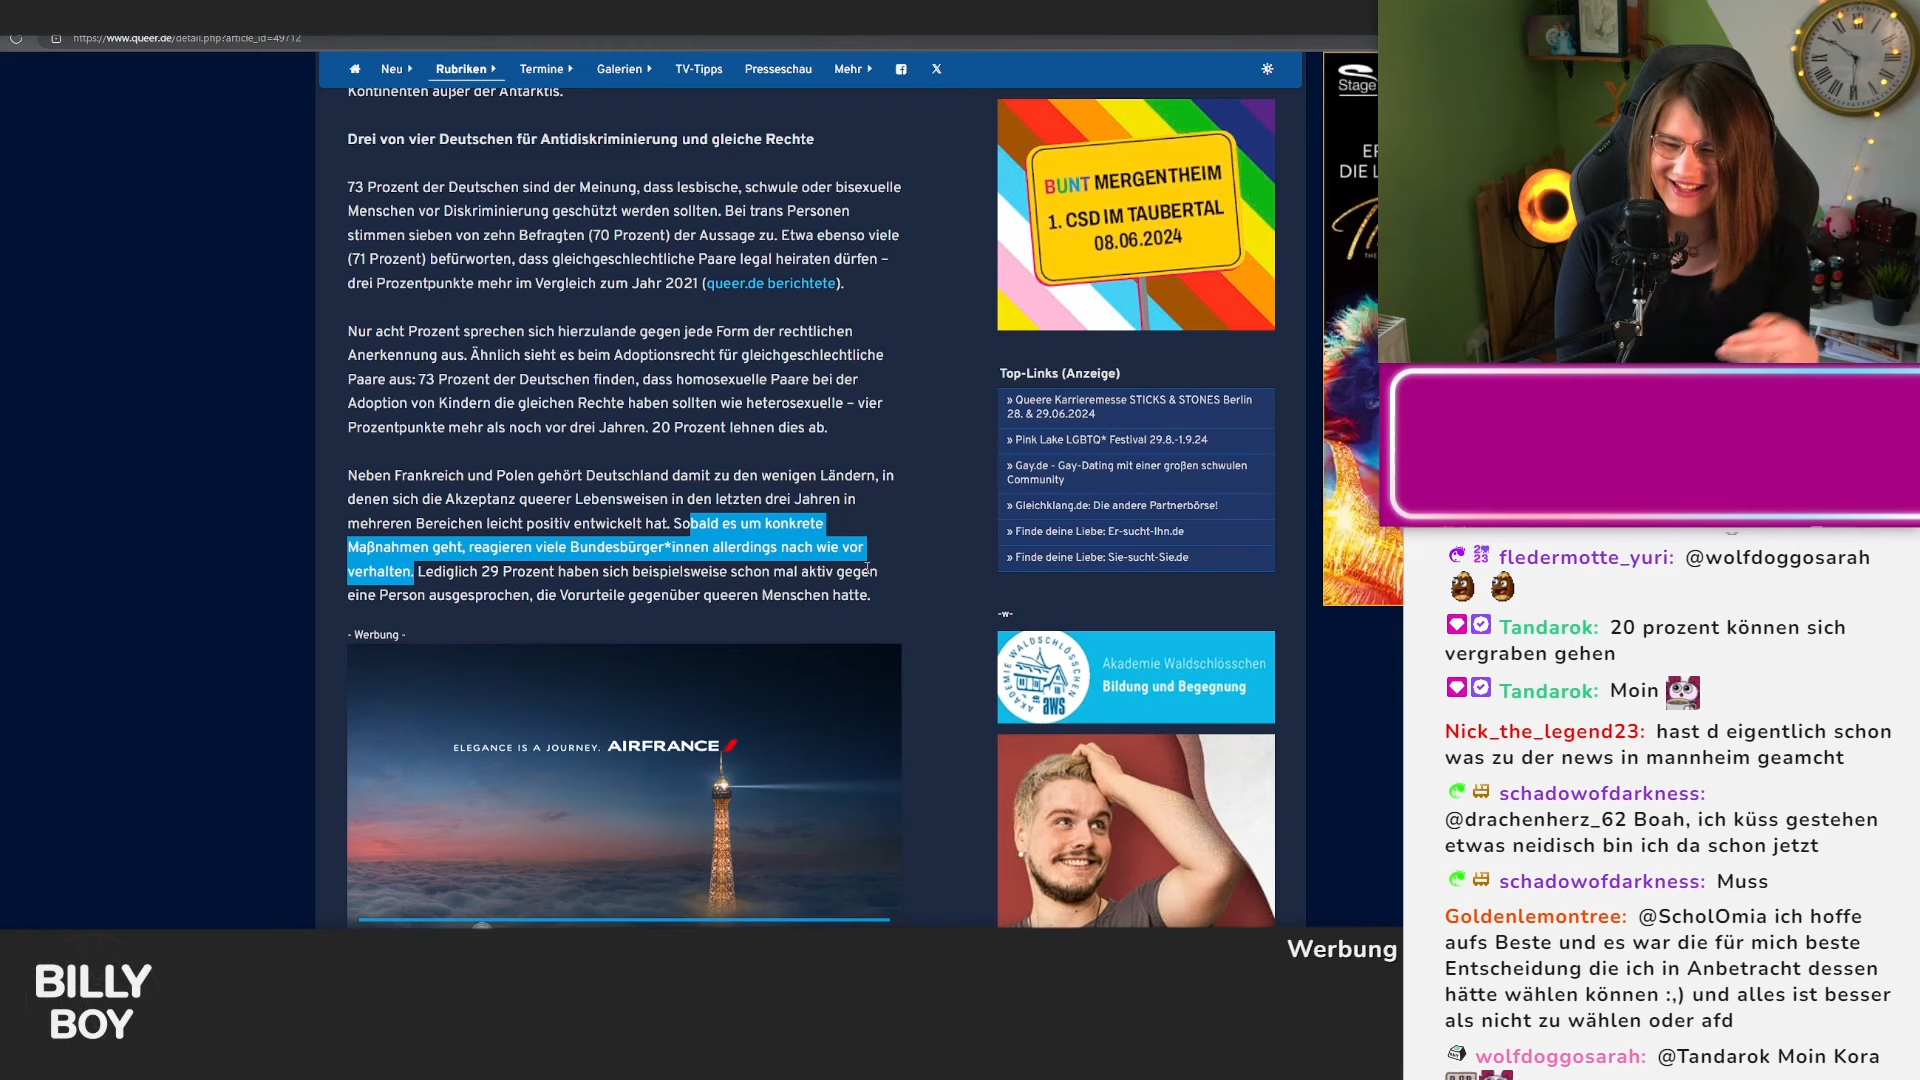 https://www.queer.de/detail.php?article_id=49712
Neu
Rubriken
Termine
Galerien
TV-Tipps
Presseschau
Mehr
Kontinenten außer der Antarktis.
Drei von vier Deutschen für Antidiskriminierung und gleiche Rechte
73 Prozent der Deutschen sind der Meinung, dass lesbische, schwule oder bisexuelle
Menschen vor Diskriminierung geschützt werden sollten. Bei trans Personen
stimmen sieben von zehn Befragten (70 Prozent) der Aussage zu. Etwa ebenso viele
(71 Prozent) befürworten, dass gleichgeschlechtliche Paare legal heiraten dürfen –
drei Prozentpunkte mehr im Vergleich zum Jahr 2021 (queer.de berichtete).
Nur acht Prozent sprechen sich hierzulande gegen jede Form der rechtlichen
Anerkennung aus. Ähnlich sieht es beim Adoptionsrecht für gleichgeschlechtliche
Paare aus: 73 Prozent der Deutschen finden, dass homosexuelle Paare bei der
Adoption von Kindern die gleichen Rechte haben sollten wie heterosexuelle – vier
Prozentpunkte mehr als noch vor drei Jahren. 20 Prozent lehnen dies ab.
Neben Frankreich und Polen gehört Deutschland damit zu den wenigen Ländern, in
denen sich die Akzeptanz queerer Lebensweisen in den letzten drei Jahren in
mehreren Bereichen leicht positiv entwickelt hat. Sobald es um konkrete
Maßnahmen geht, reagieren viele Bundesbürger*innen allerdings nach wie vor
verhalten. Lediglich 29 Prozent haben sich beispielsweise schon mal aktiv gegen
eine Person ausgesprochen, die Vorurteile gegenüber queeren Menschen hatte.
- Werbung -
ELEGANCE IS A JOURNEY. AIRFRANCE
BUNT MERGENTHEIM
1. CSD IM TAUBERTAL
08.06.2024
Top-Links (Anzeige)
» Queere Karrieremesse STICKS & STONES Berlin
28. & 29.06.2024
» Pink Lake LGBTQ* Festival 29.8.-1.9.24
» Gay.de - Gay-Dating mit einer großen schwulen
Community
» Gleichklang.de: Die andere Partnerbörse!
» Finde deine Liebe: Er-sucht-Ihn.de
» Finde deine Liebe: Sie-sucht-Sie.de
-w-
AKADEMIE WALDSCHLÖSSCHEN
aws
Akademie Waldschlösschen
Bildung und Begegnung
Stage
DIE L
fledermotte_yuri: @wolfdoggosarah
Tandarok: 20 prozent können sich
vergraben gehen
Tandarok: Moin
Nick_the_legend23: hast d eigentlich schon
was zu der news in mannheim geamcht
schadowofdarkness:
@drachenherz_62 Boah, ich küss gestehen
etwas neidisch bin ich da schon jetzt
schadowofdarkness: Muss
Goldenlemontree: @ScholOmia ich hoffe
aufs Beste und es war die für mich beste
Entscheidung die ich in Anbetracht dessen
hätte wählen können :,) und alles ist besser
als nicht zu wählen oder afd
wolfdoggosarah: @Tandarok Moin Kora
Werbung
BILLY
BOY